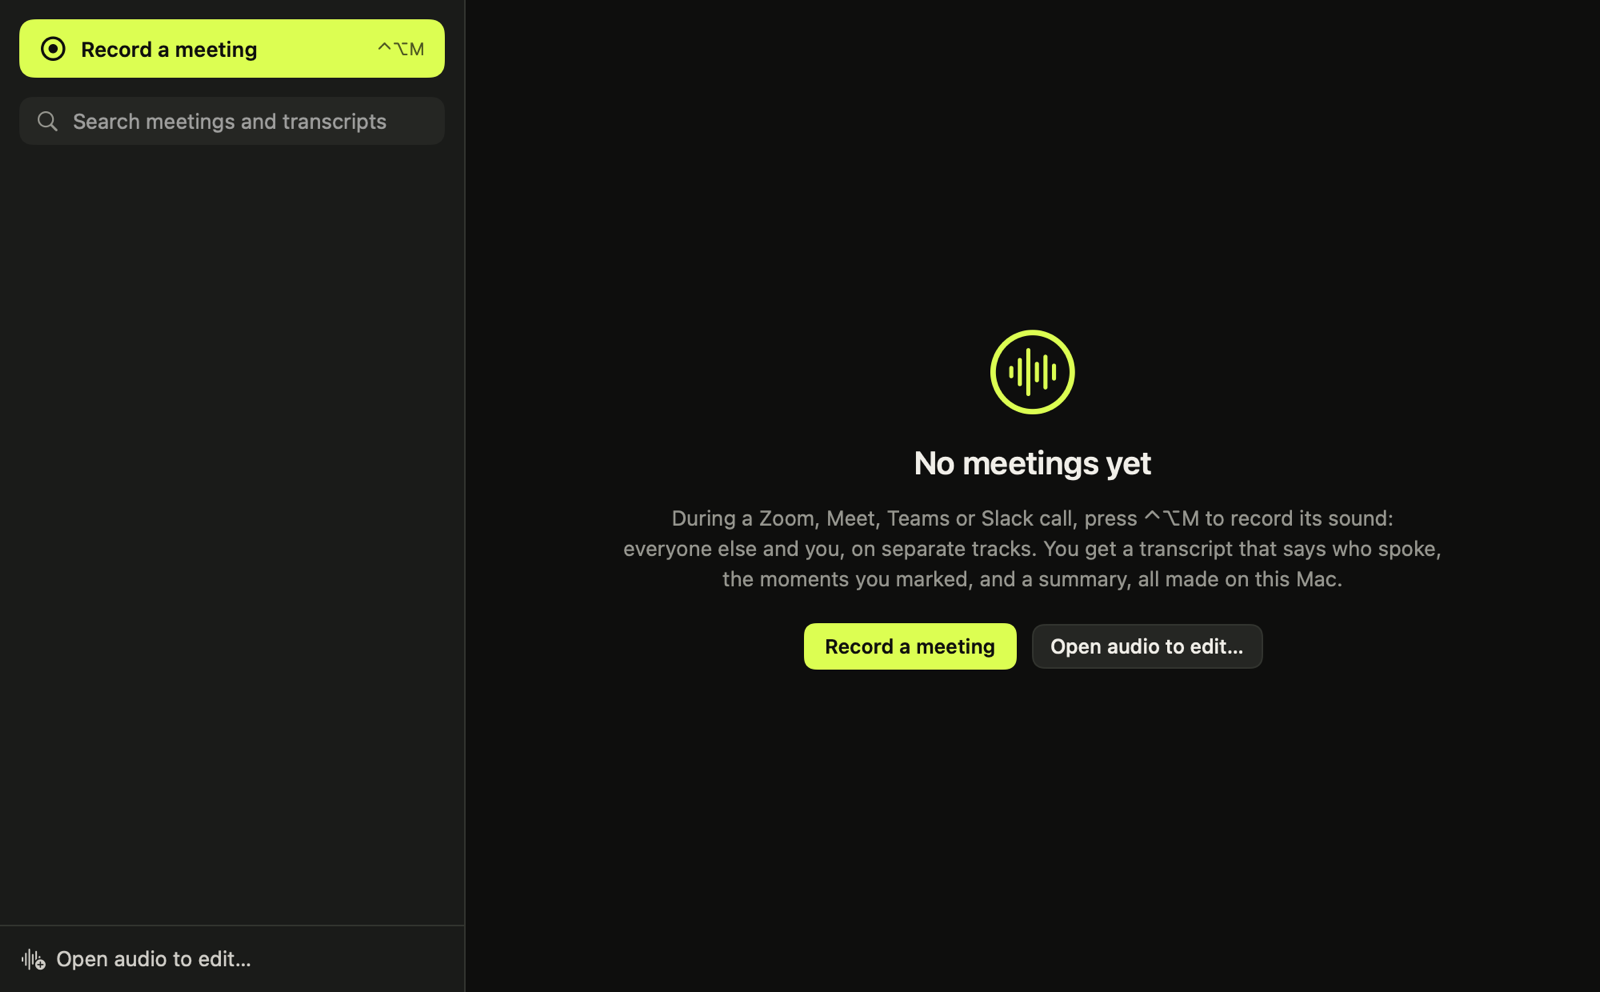 Record a meeting ⌃⌥M
Search meetings and transcripts
No meetings yet
During a Zoom, Meet, Teams or Slack call, press ⌃⌥M to record its sound:
everyone else and you, on separate tracks. You get a transcript that says who spoke,
the moments you marked, and a summary, all made on this Mac.
Record a meeting
Open audio to edit...
Open audio to edit...